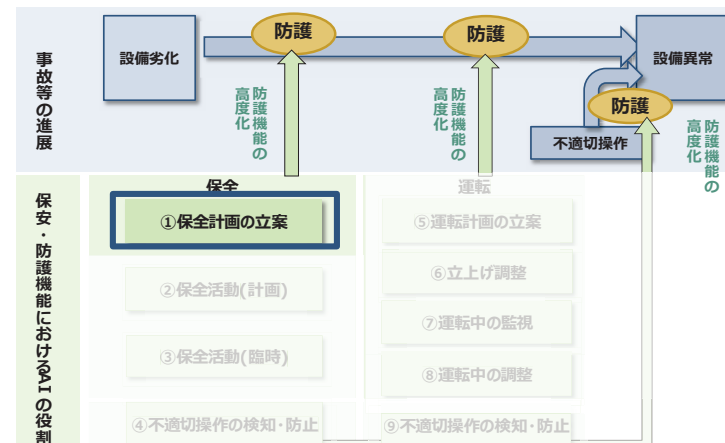 事故等の進展
設備劣化
防護
防護
設備異常
防護機能の
高度化
防護機能の
高度化
防護
不適切操作
防護機能の
高度化
保安・防護機能におけるAIの役割
保全
運転
①保全計画の立案
⑤運転計画の立案
②保全活動(計画)
⑥立上げ調整
③保全活動(臨時)
⑦運転中の監視
⑧運転中の調整
④不適切操作の検知・防止
⑨不適切操作の検知・防止